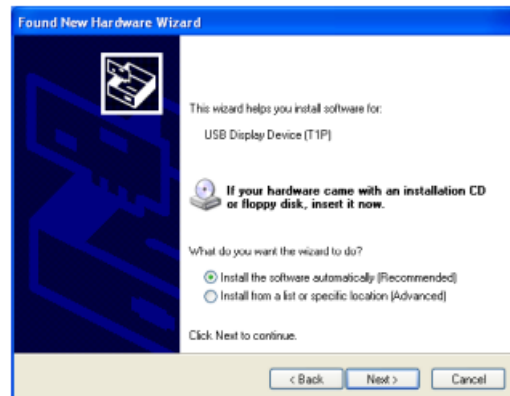 Found New Hardware Wizard
This wizard helps you install software for:
USB Display Device (T1P)
If your hardware came with an installation CD
or floppy disk, insert it now.
What do you want the wizard to do?
Install the software automatically (Recommended)
Install from a list or specific location (Advanced)
Click Next to continue.
< Back Next > Cancel